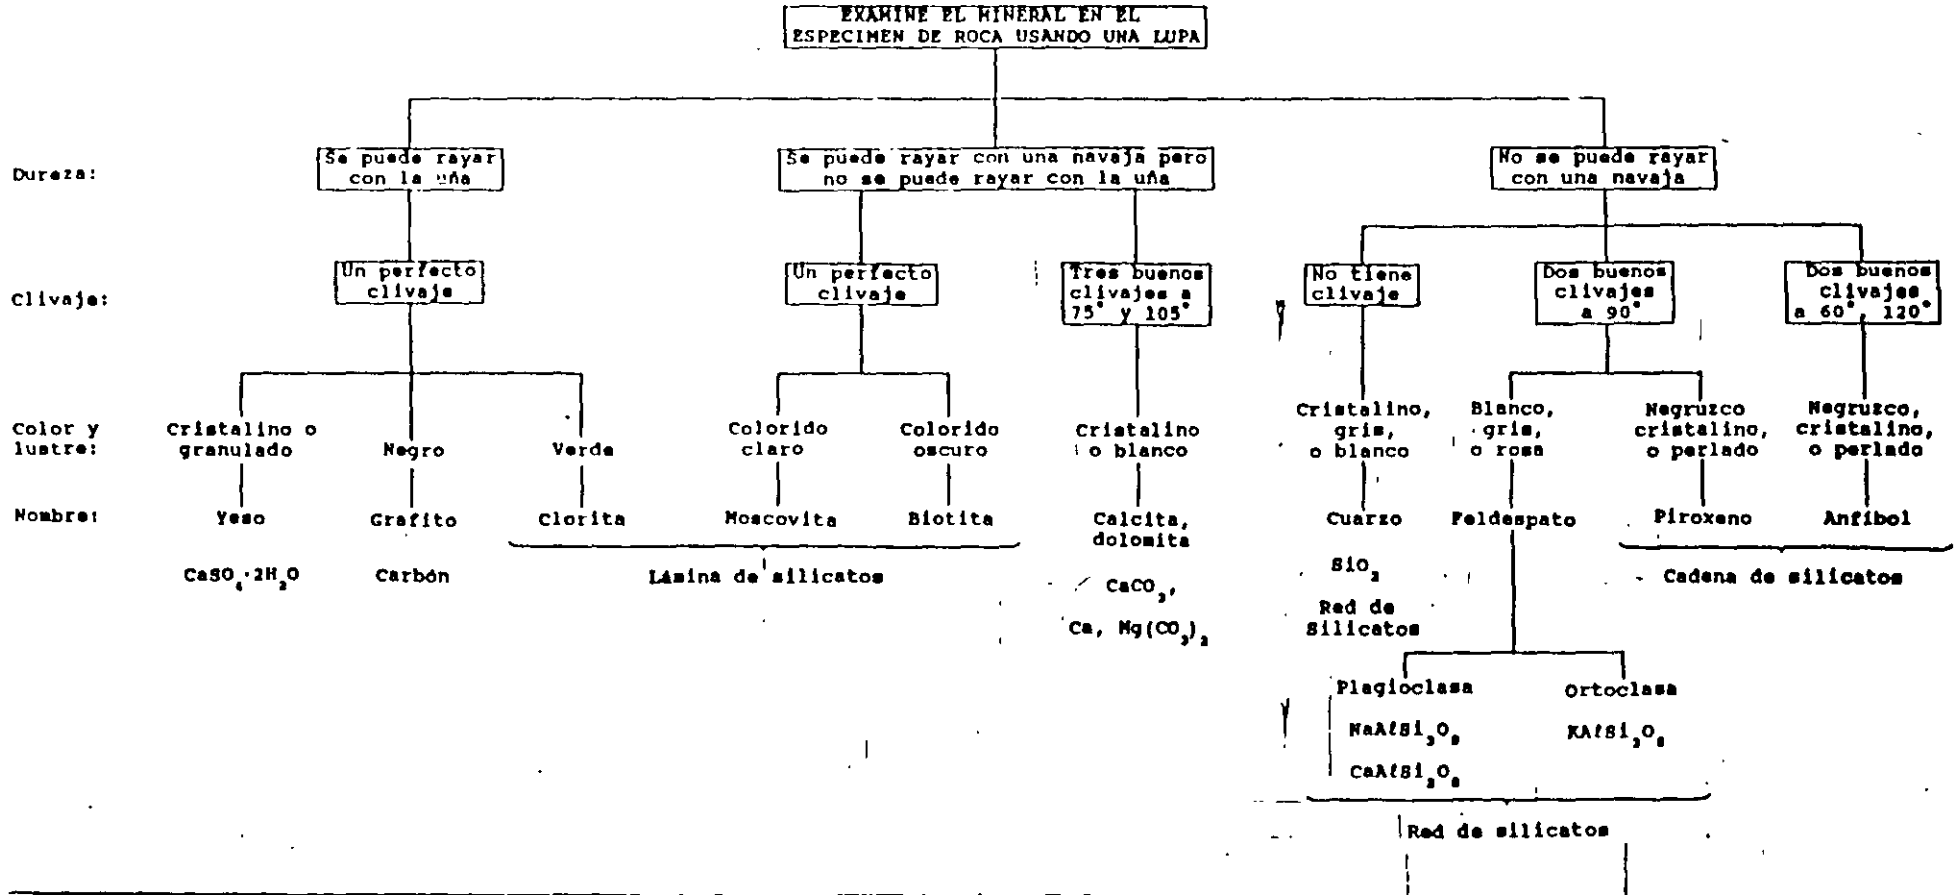 EXAMINE EL MINERAL EN EL
ESPECIMEN DE ROCA USANDO UNA LUPA
Dureza:
Se puede rayar
con la uña
Se puede rayar con una navaja pero
no se puede rayar con la uña
No se puede rayar
con una navaja
Clivaje:
Un perfecto
clivaje
Un perfecto
clivaje
Tres buenos
clivajes a
75° y 105°
No tiene
clivaje
Dos buenos
clivajes
a 90°
Dos buenos
clivajes
a 60°, 120°
Color y
lustre:
Cristalino o
granulado
Negro
Verde
Colorido
claro
Colorido
oscuro
Cristalino
o blanco
Cristalino,
gris,
o blanco
Blanco,
gris,
o rosa
Negruzco
cristalino,
o perlado
Negruzco,
cristalino,
o perlado
Nombre:
Yeso
Grafito
Clorita
Moscovita
Biotita
Calcita,
dolomita
Cuarzo
Feldespato
Piroxeno
Anfibol
CaSO₄·2H₂O
Carbón
Lámina de silicatos
CaCO₃,
Ca, Mg(CO₃)₂
SiO₂
Red de
Silicatos
Cadena de silicatos
Plagioclasa
Ortoclasa
NaAℓSi₃O₈
KAℓSi₃O₈
CaAℓSi₂O₈
Red de silicatos